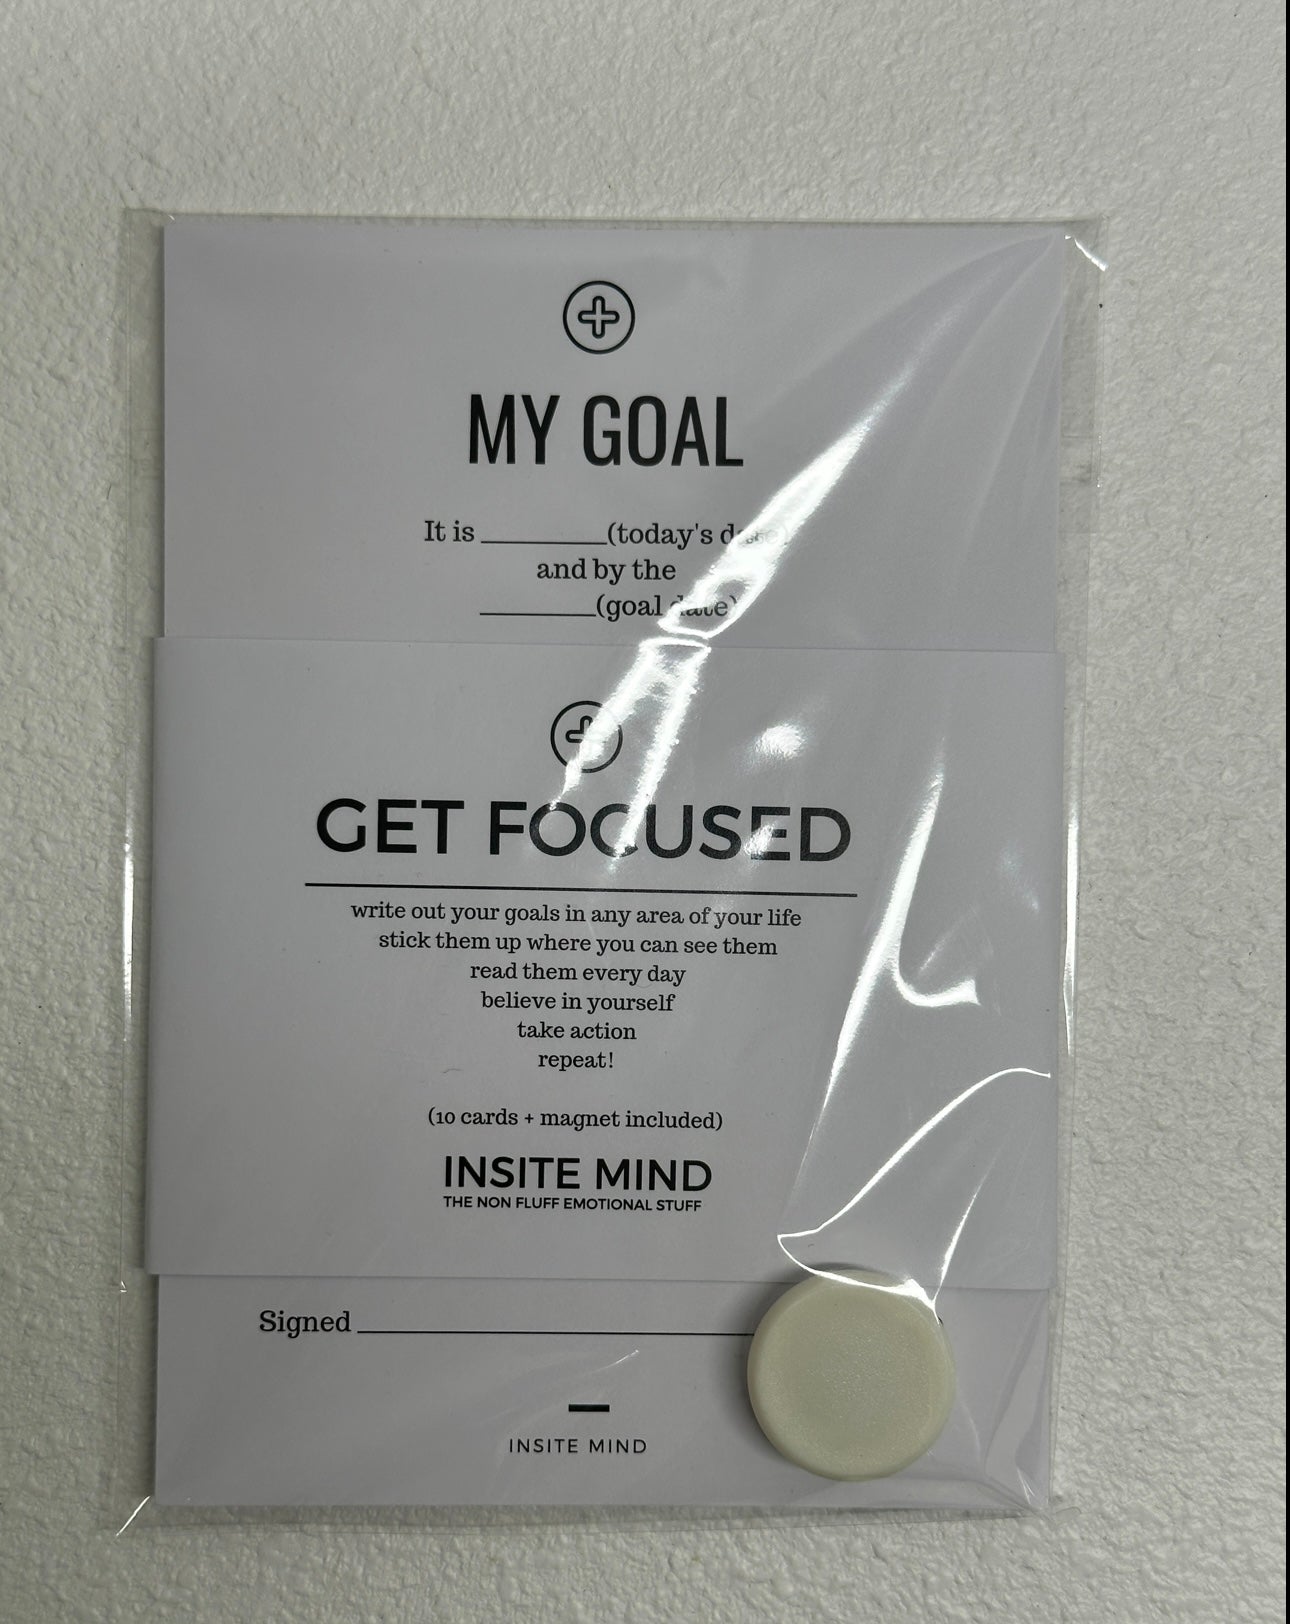 MY GOAL
It is ________(today's date)
and by the
________(goal date)
GET FOCUSED
write out your goals in any area of your life
stick them up where you can see them
read them every day
believe in yourself
take action
repeat!
(10 cards + magnet included)
INSITE MIND
THE NON FLUFF EMOTIONAL STUFF
Signed ________
INSITE MIND